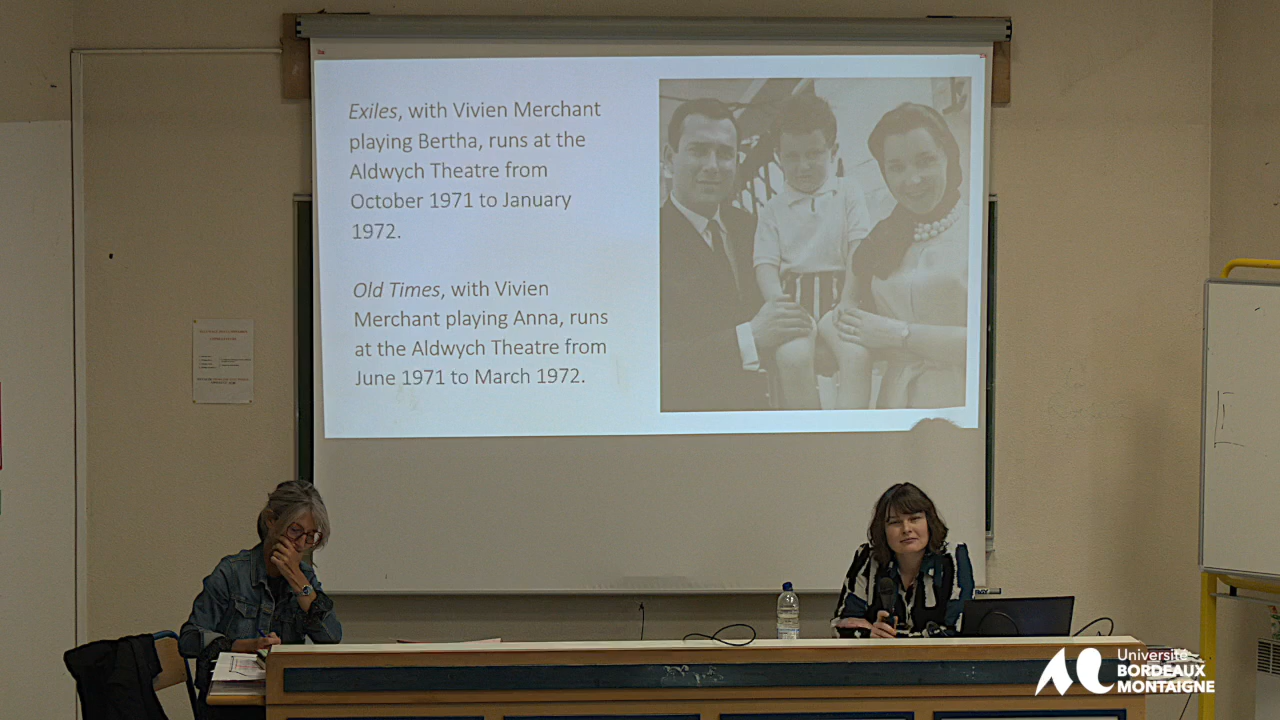 Exiles, with Vivien Merchant
playing Bertha, runs at the
Aldwych Theatre from
October 1971 to January
1972.
Old Times, with Vivien
Merchant playing Anna, runs
at the Aldwych Theatre from
June 1971 to March 1972.
Université
BORDEAUX
MONTAIGNE